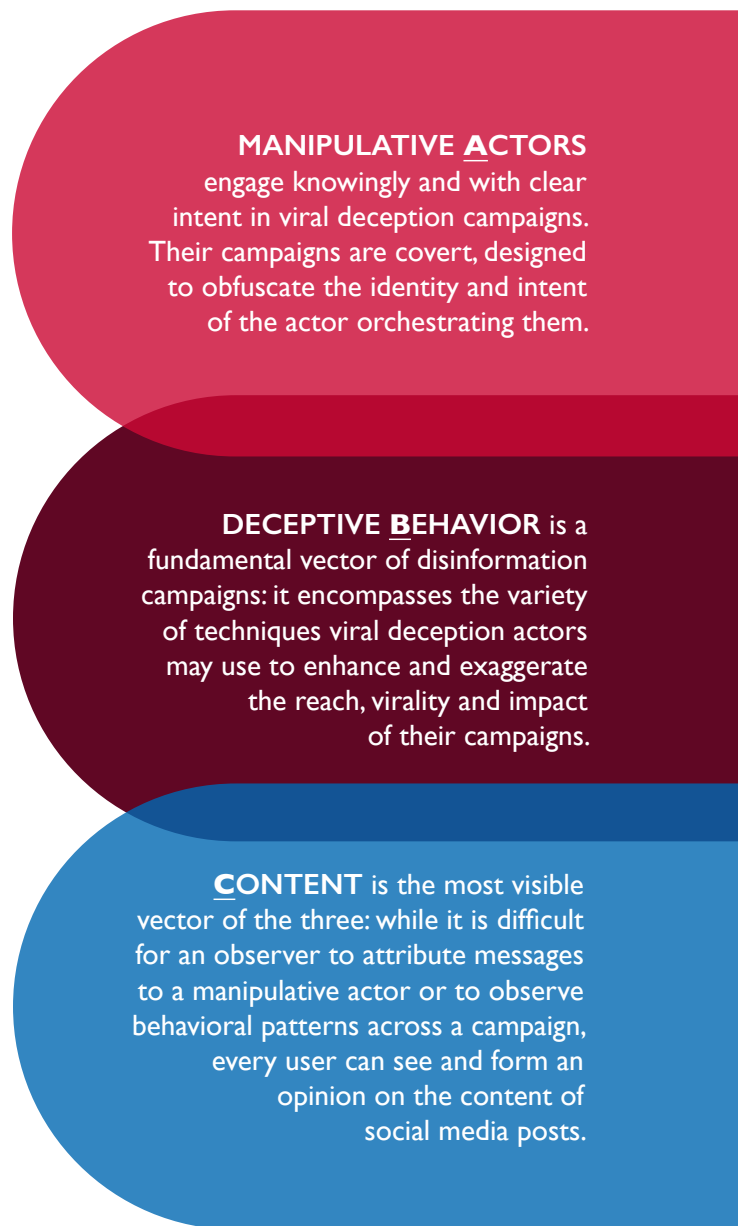 MANIPULATIVE ACTORS
engage knowingly and with clear
intent in viral deception campaigns.
Their campaigns are covert, designed
to obfuscate the identity and intent
of the actor orchestrating them.
DECEPTIVE BEHAVIOR is a
fundamental vector of disinformation
campaigns: it encompasses the variety
of techniques viral deception actors
may use to enhance and exaggerate
the reach, virality and impact
of their campaigns.
CONTENT is the most visible
vector of the three: while it is difficult
for an observer to attribute messages
to a manipulative actor or to observe
behavioral patterns across a campaign,
every user can see and form an
opinion on the content of
social media posts.